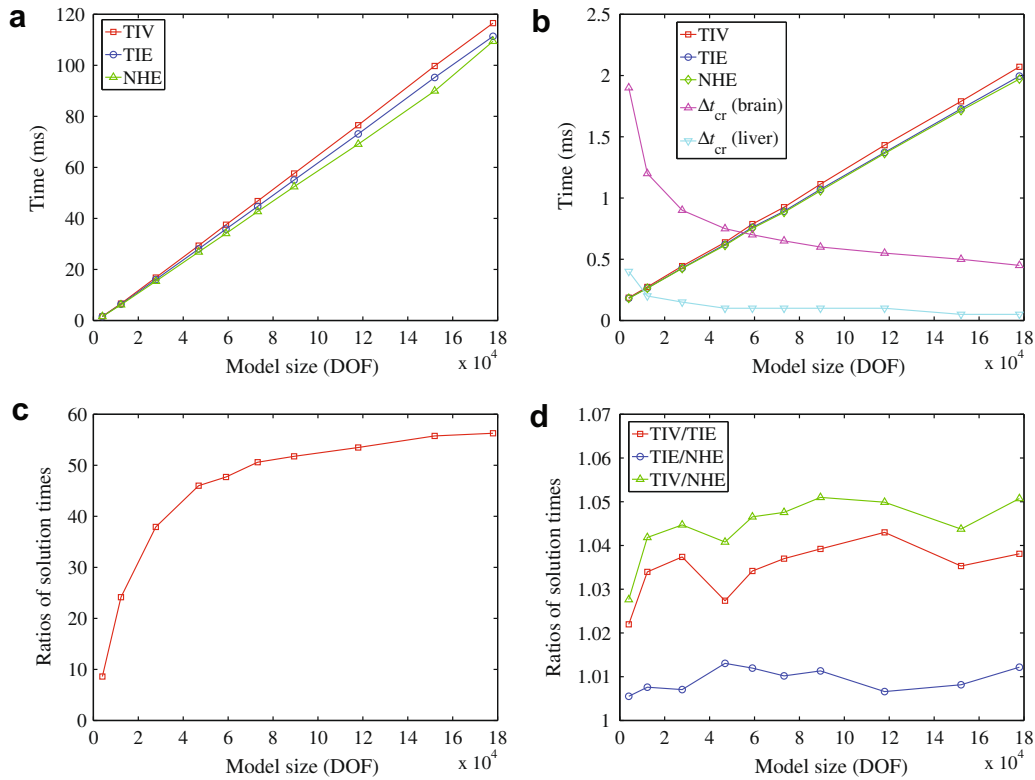 a
120
100
80
60
40
20
0
Time (ms)
TIV
TIE
NHE
0 2 4 6 8 10 12 14 16 18
Model size (DOF)
x 10^4
b
2.5
2
1.5
1
0.5
0
Time (ms)
TIV
TIE
NHE
Δt_cr (brain)
Δt_cr (liver)
0 2 4 6 8 10 12 14 16 18
Model size (DOF)
x 10^4
c
60
50
40
30
20
10
0
Ratios of solution times
0 2 4 6 8 10 12 14 16 18
Model size (DOF)
x 10^4
d
1.07
1.06
1.05
1.04
1.03
1.02
1.01
1
Ratios of solution times
TIV/TIE
TIE/NHE
TIV/NHE
0 2 4 6 8 10 12 14 16 18
Model size (DOF)
x 10^4